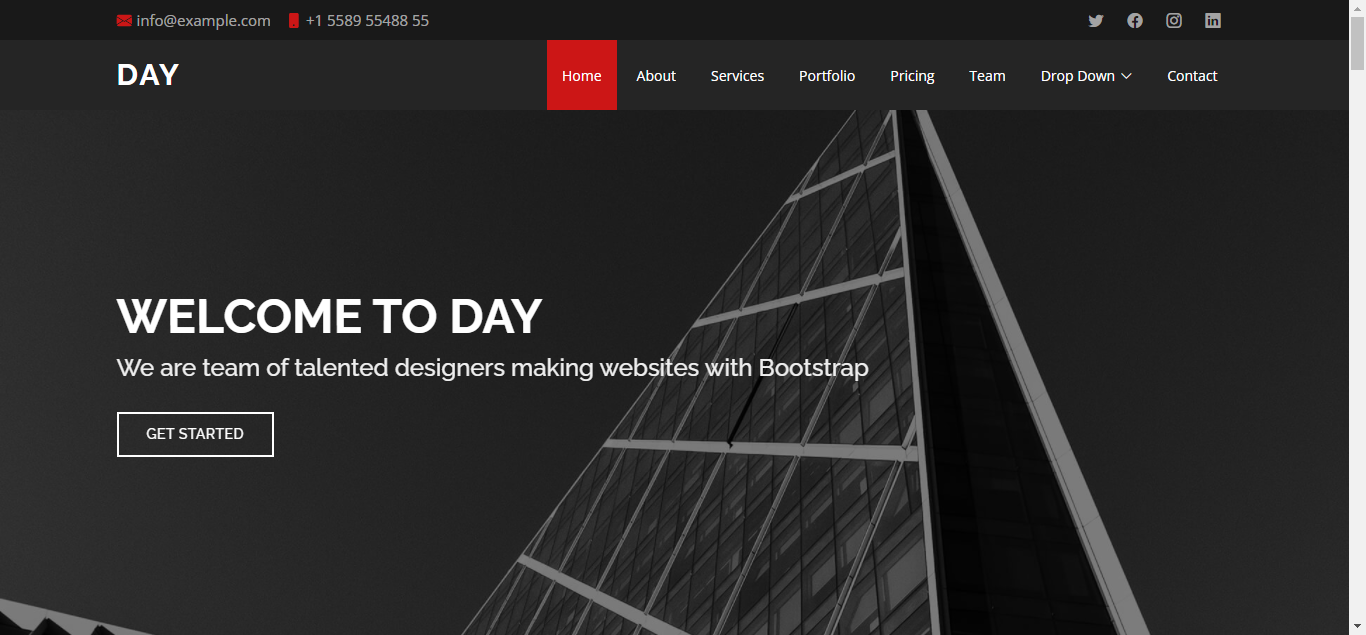 info@example.com +1 5589 55488 55
DAY
Home About Services Portfolio Pricing Team Drop Down Contact
WELCOME TO DAY
We are team of talented designers making websites with Bootstrap
GET STARTED